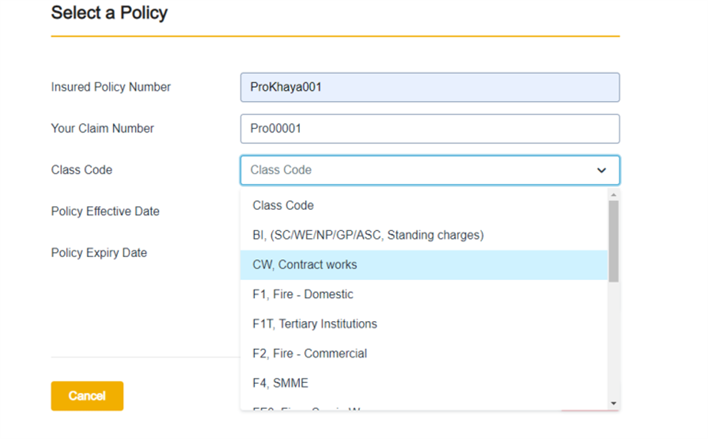 Select a Policy
Insured Policy Number ProKhaya001
Your Claim Number Pro00001
Class Code Class Code
Class Code
Policy Effective Date
BI, (SC/WE/NP/GP/ASC, Standing charges)
Policy Expiry Date
CW, Contract works
F1, Fire - Domestic
F1T, Tertiary Institutions
F2, Fire - Commercial
F4, SMME
Cancel